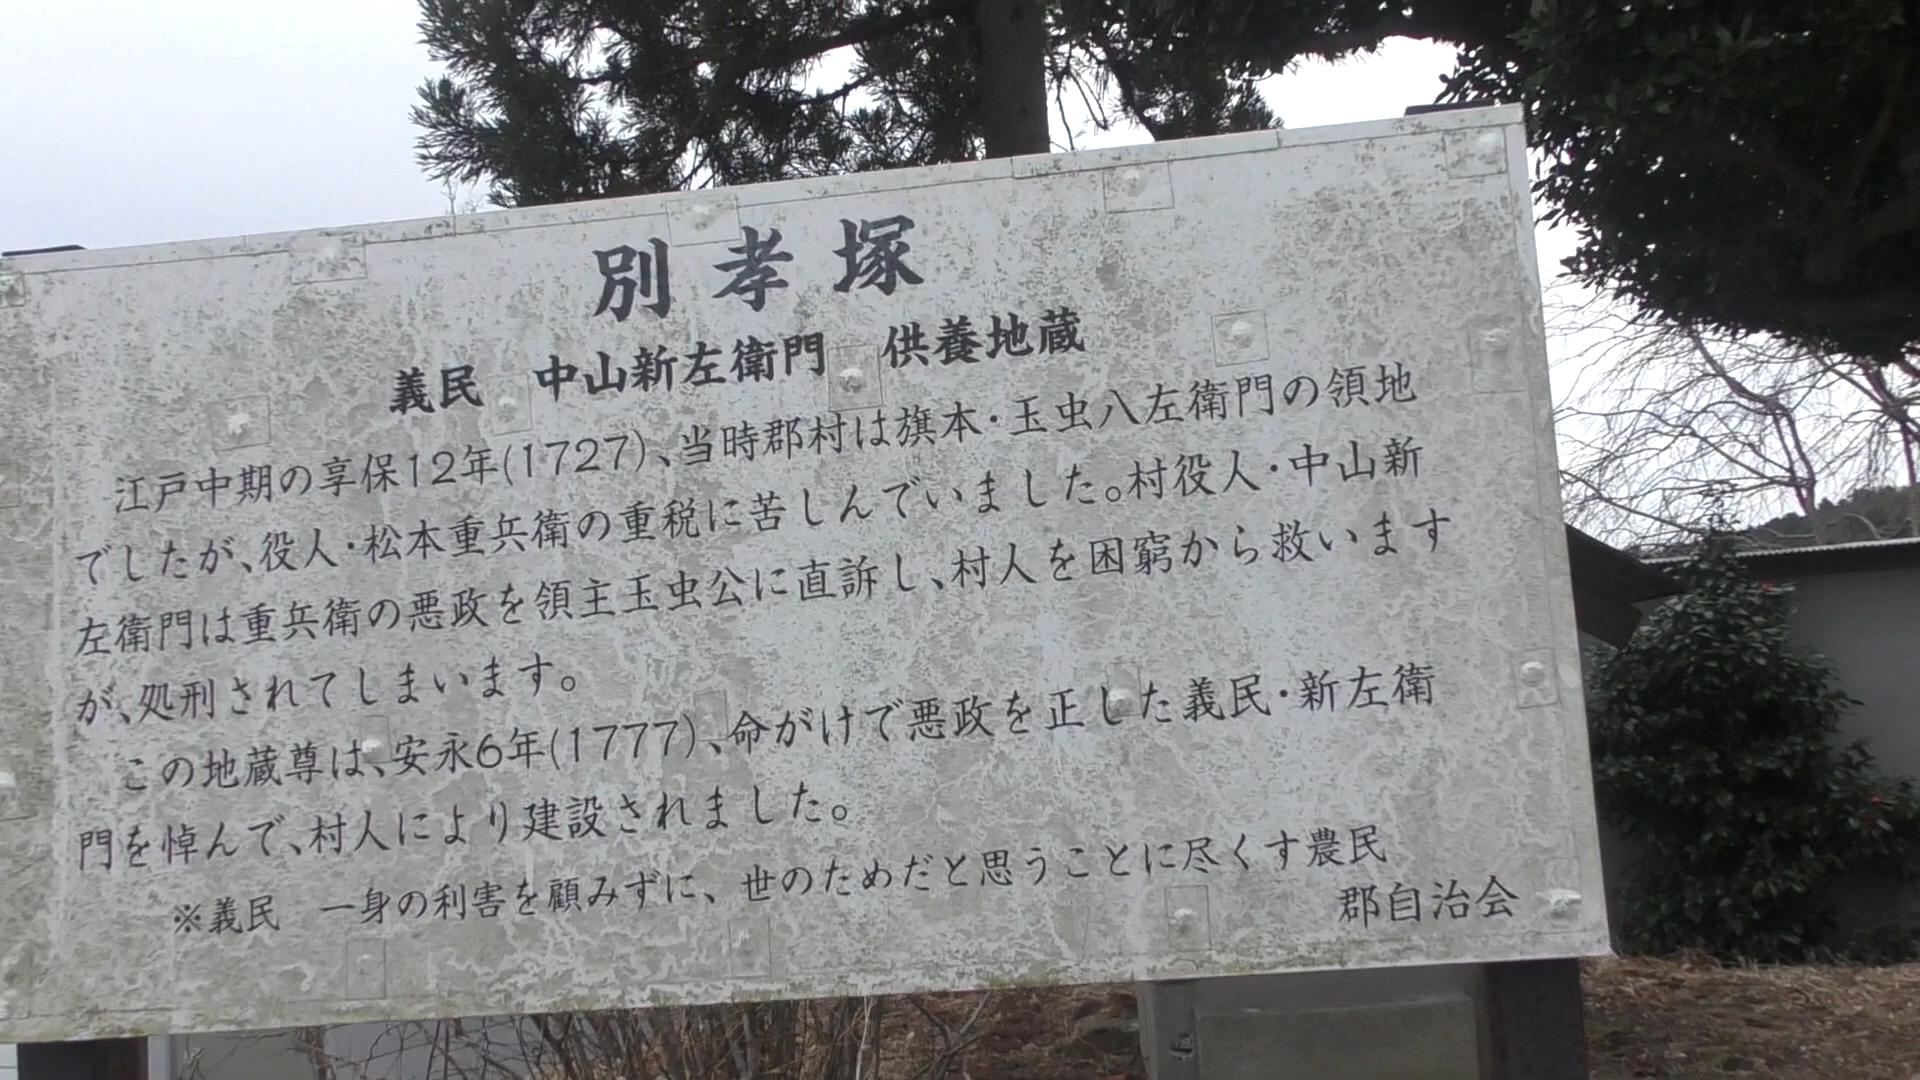 別孝塚
義民　中山新左衛門　供養地蔵
江戸中期の享保12年(1727)、当時郡村は旗本・玉虫八左衛門の領地
でしたが、役人・松本重兵衛の重税に苦しんでいました。村役人・中山新
左衛門は重兵衛の悪政を領主玉虫公に直訴し、村人を困窮から救います
が、処刑されてしまいます。
この地蔵尊は、安永6年(1777)、命がけで悪政を正した義民・新左衛
門を悼んで、村人により建設されました。
※義民　一身の利害を顧みずに、世のためだと思うことに尽くす農民
郡自治会